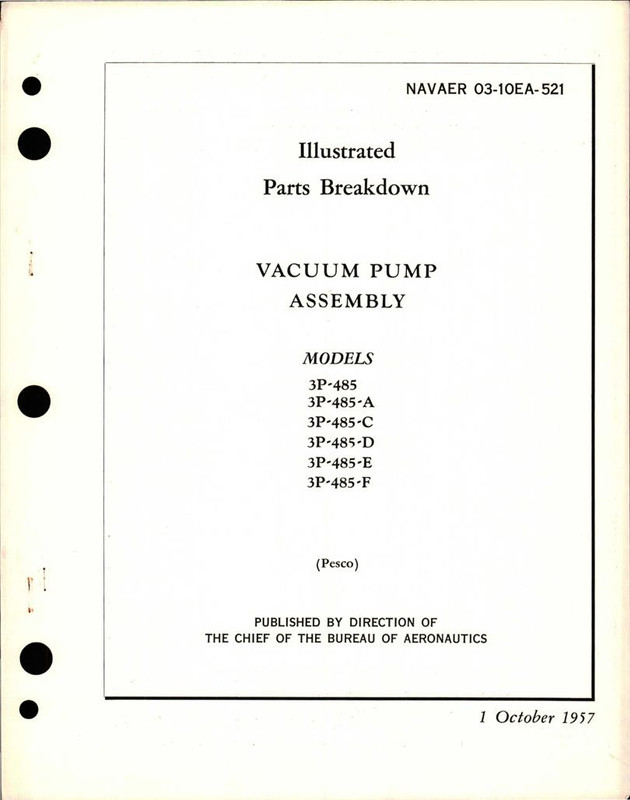 NAVAER 03-10EA-521
Illustrated
Parts Breakdown
VACUUM PUMP
ASSEMBLY
MODELS
3P-485
3P-485-A
3P-485-C
3P-485-D
3P-485-E
3P-485-F
(Pesco)
PUBLISHED BY DIRECTION OF
THE CHIEF OF THE BUREAU OF AERONAUTICS
1 October 1957